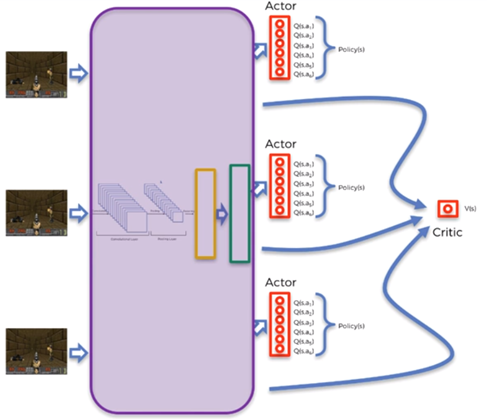 Actor
Q(s,a₁)
Q(s,a₂)
Q(s,a₃)
Q(s,a₄)
Q(s,a₅)
Q(s,a₆)
Policy(s)
Actor
Q(s,a₁)
Q(s,a₂)
Q(s,a₃)
Q(s,a₄)
Q(s,a₅)
Q(s,a₆)
Policy(s)
V(s)
Critic
Actor
Q(s,a₁)
Q(s,a₂)
Q(s,a₃)
Q(s,a₄)
Q(s,a₅)
Q(s,a₆)
Policy(s)